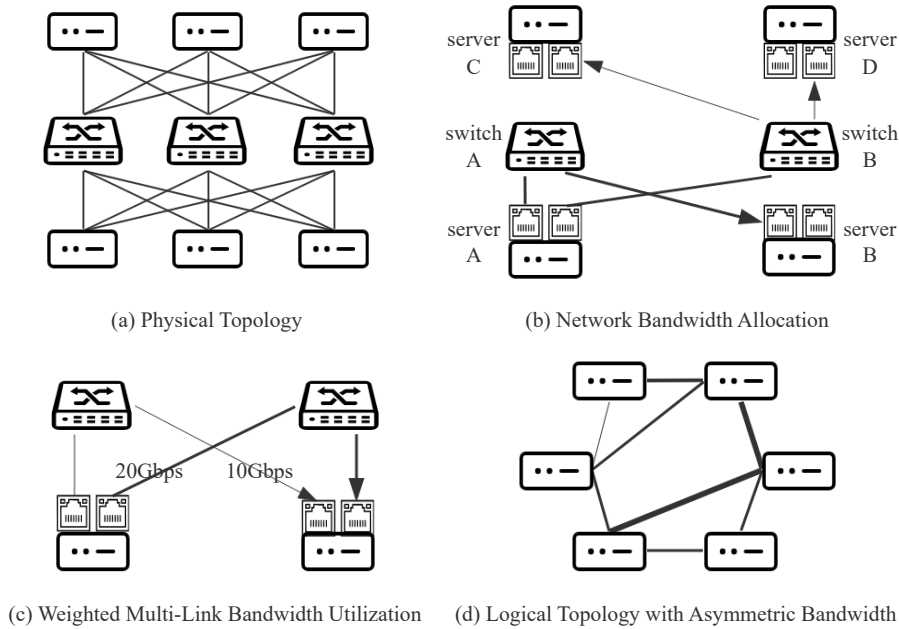 server
C
server
D
switch
A
switch
B
server
A
server
B
(a) Physical Topology
(b) Network Bandwidth Allocation
20Gbps
10Gbps
(c) Weighted Multi-Link Bandwidth Utilization
(d) Logical Topology with Asymmetric Bandwidth